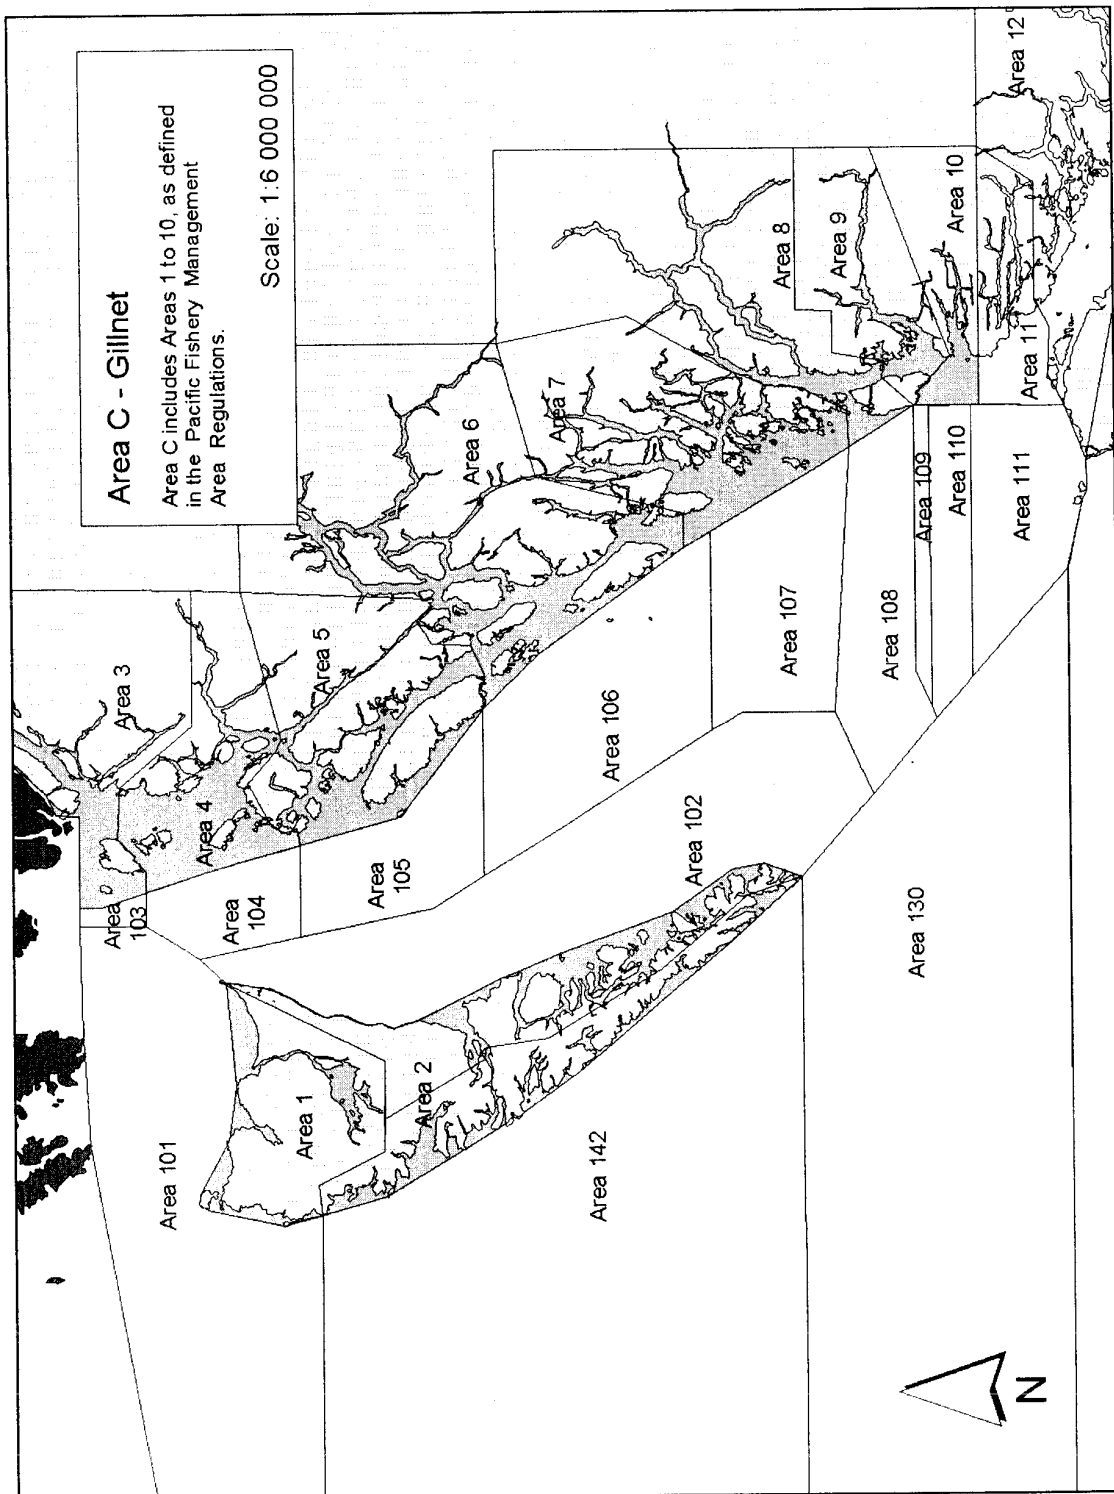 Area C - Gillnet
Area C includes Areas 1 to 10, as defined
in the Pacific Fishery Management
Area Regulations.
Scale: 1:6 000 000
Area 3
Area 4
Area 5
Area 6
Area 7
Area 8
Area 9
Area 10
Area 11
Area 12
Area
103
Area
104
Area
105
Area 106
Area 107
Area 108
Area 109
Area 110
Area 111
Area 101
Area 1
Area 2
Area 102
Area 142
Area 130
N